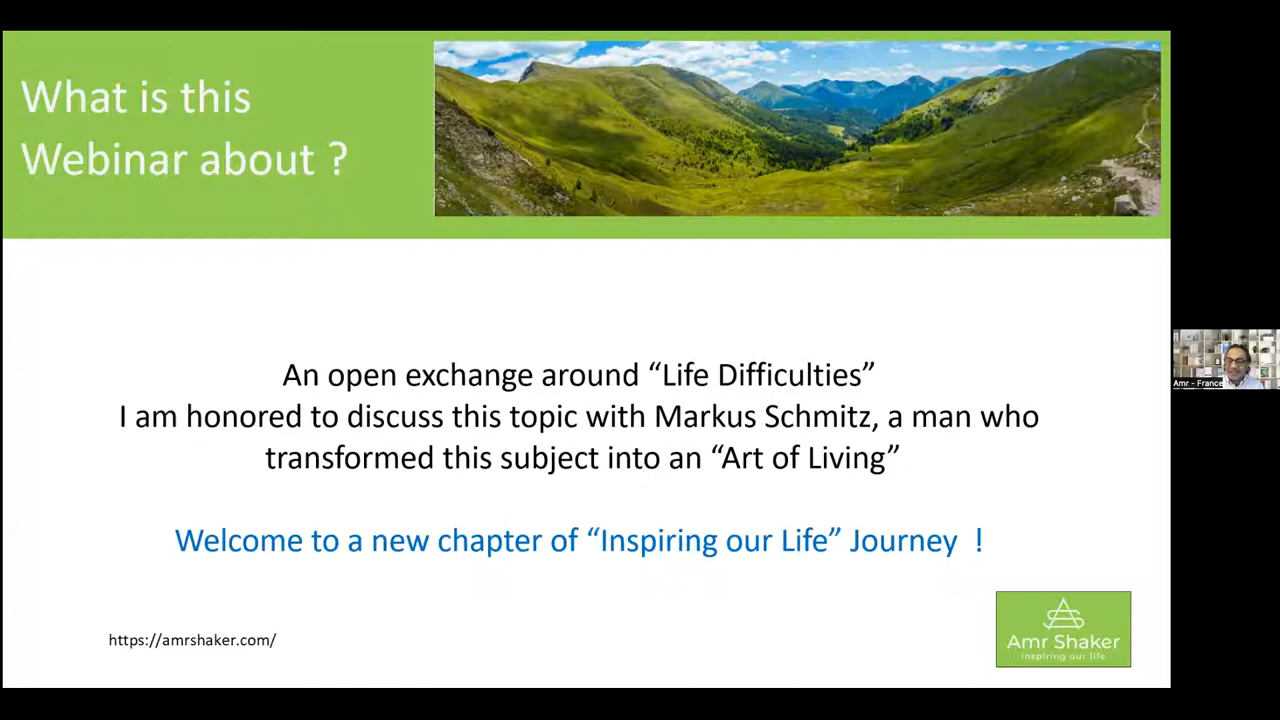 What is this
Webinar about ?
An open exchange around “Life Difficulties”
I am honored to discuss this topic with Markus Schmitz, a man who
transformed this subject into an “Art of Living”
Welcome to a new chapter of “Inspiring our Life” Journey  !
https://amrshaker.com/
Amr Shaker
Inspiring our life
Amr - France